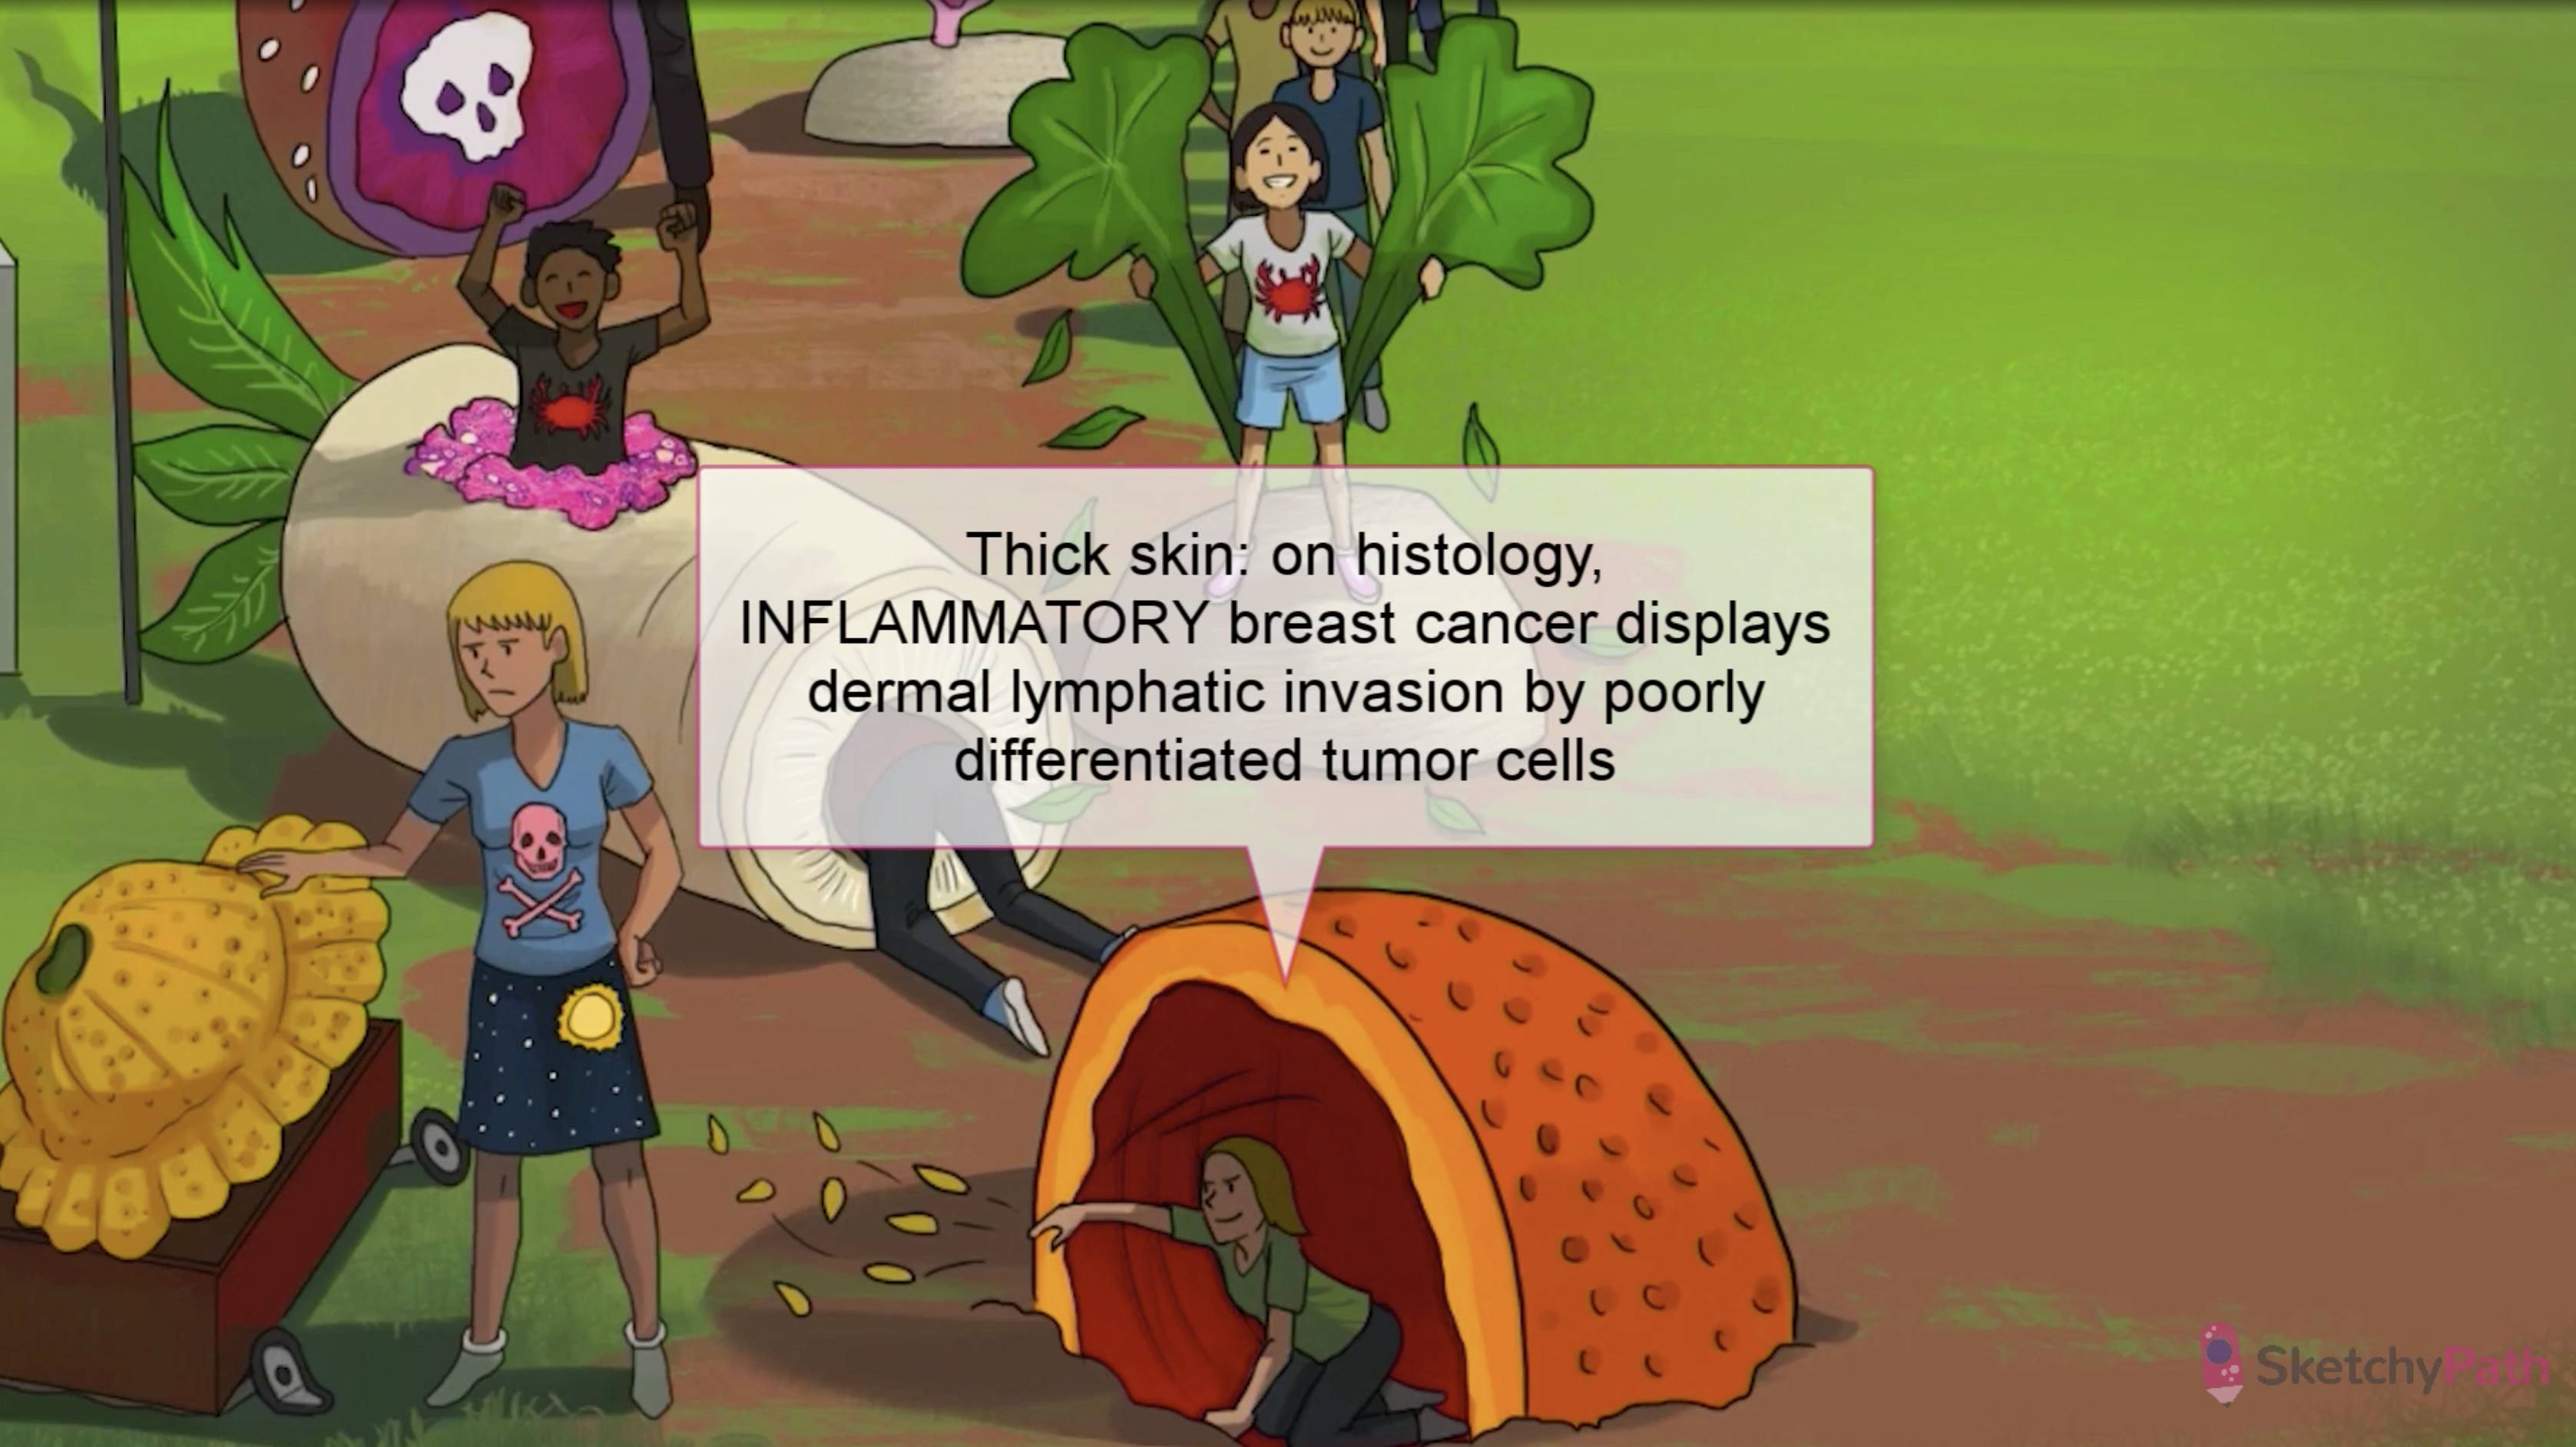 Thick skin: on histology,
INFLAMMATORY breast cancer displays
dermal lymphatic invasion by poorly
differentiated tumor cells
SketchyPath